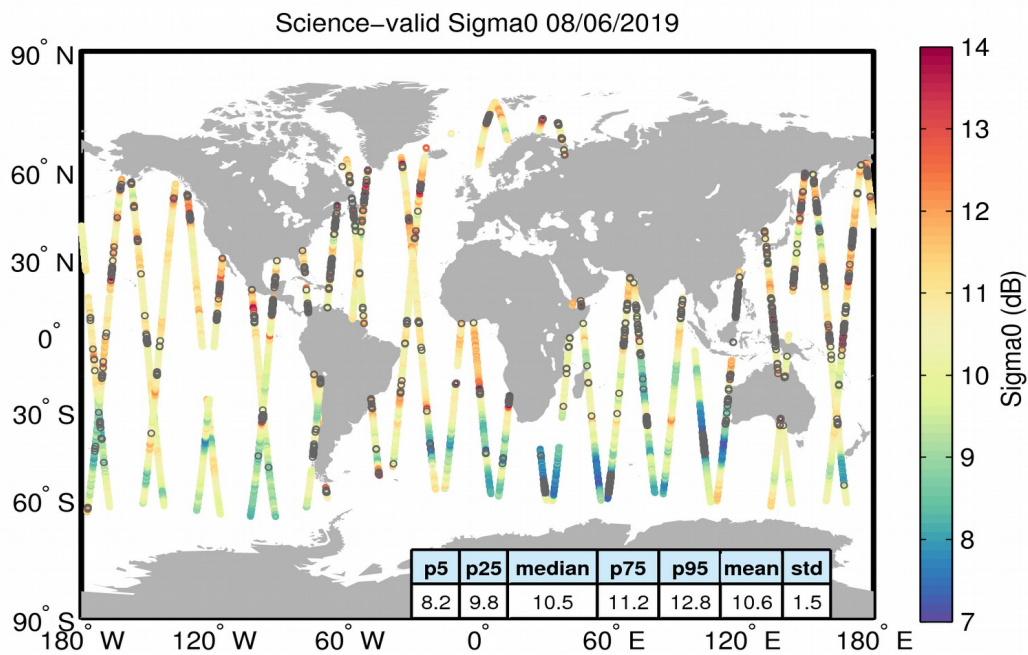 Science−valid Sigma0 08/06/2019
90° N
60° N
30° N
0°
30° S
60° S
90° S
180° W
120° W
60° W
0°
60° E
120° E
180° E
14
13
12
11
10
9
8
7
Sigma0 (dB)
p5 p25 median p75 p95 mean std
8.2 9.8 10.5 11.2 12.8 10.6 1.5